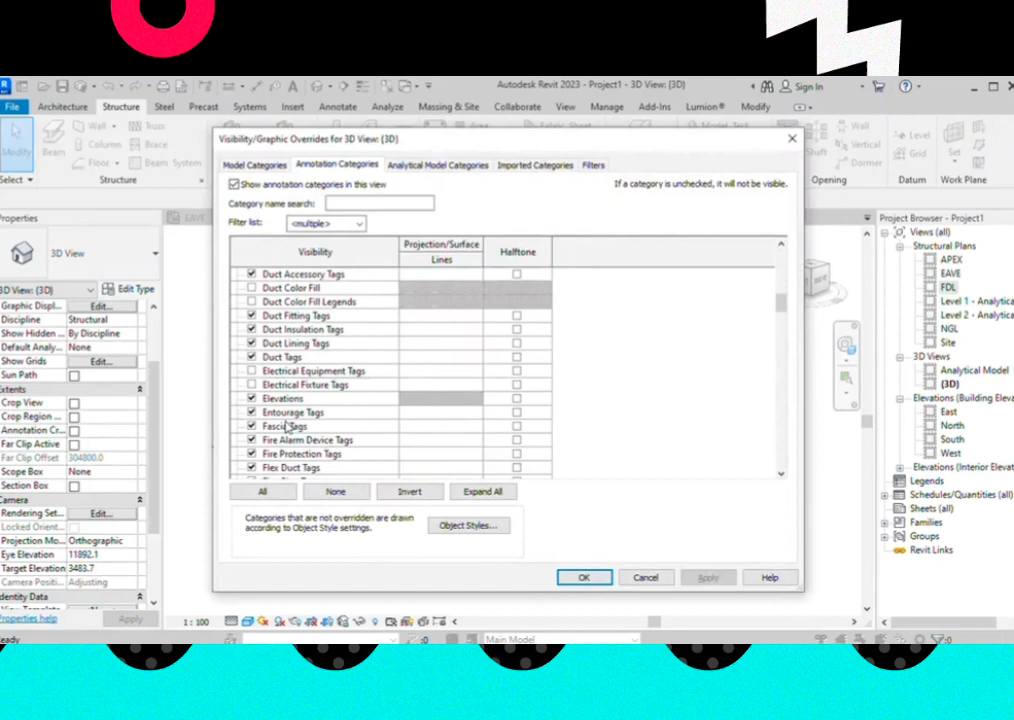 Autodesk Revit 2023 - Project1 - 3D View: {3D}
Sign In
File Architecture Structure Steel Precast Systems Insert Annotate Analyze Massing & Site Collaborate View Manage Add-Ins Lumion® Modify
Modify
Beam
Wall
Column
Floor
Truss
Brace
Beam System
Shaft
Wall
Vertical
Dormer
Level
Grid
Set
Select
Structure
Opening
Datum
Work Plane
EAVE
Visibility/Graphic Overrides for 3D View: {3D}
Model Categories Annotation Categories Analytical Model Categories Imported Categories Filters
Show annotation categories in this view
If a category is unchecked, it will not be visible.
Category name search:
Filter list: <multiple>
Visibility
Projection/Surface
Lines
Halftone
Duct Accessory Tags
Duct Color Fill
Duct Color Fill Legends
Duct Fitting Tags
Duct Insulation Tags
Duct Lining Tags
Duct Tags
Electrical Equipment Tags
Electrical Fixture Tags
Elevations
Entourage Tags
Fascia Tags
Fire Alarm Device Tags
Fire Protection Tags
Flex Duct Tags
All None Invert Expand All
Categories that are not overridden are drawn
according to Object Style settings.
Object Styles...
OK Cancel Apply Help
Properties
3D View
3D View: {3D} Edit Type
Graphic Displ... Edit...
Discipline Structural
Show Hidden ... By Discipline
Default Analy... None
Show Grids Edit...
Sun Path
Extents
Crop View
Crop Region ...
Annotation Cr...
Far Clip Active
Far Clip Offset 304800.0
Scope Box None
Section Box
Camera
Rendering Set... Edit...
Locked Orient...
Projection Mo... Orthographic
Eye Elevation 11892.1
Target Elevation 3483.7
Camera Positi... Adjusting
Identity Data
Properties help Apply
1 : 100
Ready
:0
Main Model
:0
Project Browser - Project1
Views (all)
Structural Plans
APEX
EAVE
FDL
Level 1 - Analytica
Level 2 - Analytica
NGL
Site
3D Views
Analytical Model
{3D}
Elevations (Building Eleva
East
North
South
West
Elevations (Interior Elevat
Legends
Schedules/Quantities (all)
Sheets (all)
Families
Groups
Revit Links